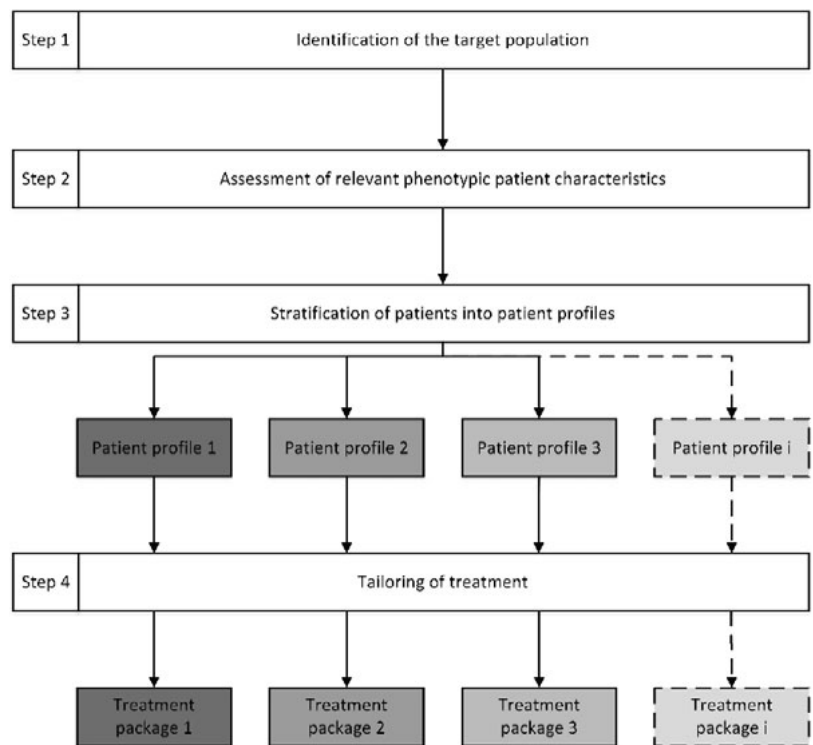 Step 1
Identification of the target population
Step 2
Assessment of relevant phenotypic patient characteristics
Step 3
Stratification of patients into patient profiles
Patient profile 1
Patient profile 2
Patient profile 3
Patient profile i
Step 4
Tailoring of treatment
Treatment
package 1
Treatment
package 2
Treatment
package 3
Treatment
package i